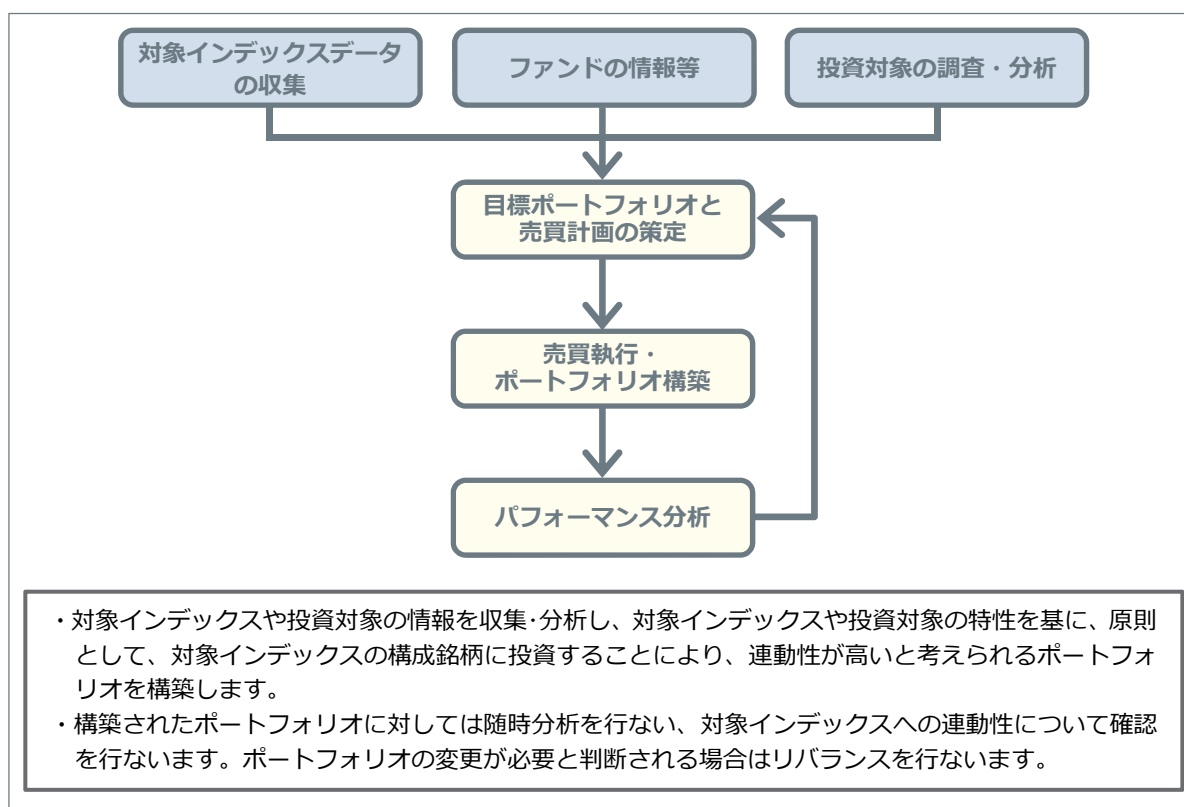 対象インデックスデータ
の収集
ファンドの情報等
投資対象の調査・分析
目標ポートフォリオと
売買計画の策定
売買執行・
ポートフォリオ構築
パフォーマンス分析
・対象インデックスや投資対象の情報を収集・分析し、対象インデックスや投資対象の特性を基に、原則
として、対象インデックスの構成銘柄に投資することにより、連動性が高いと考えられるポートフォ
リオを構築します。
・構築されたポートフォリオに対しては随時分析を行ない、対象インデックスへの連動性について確認
を行ないます。ポートフォリオの変更が必要と判断される場合はリバランスを行ないます。